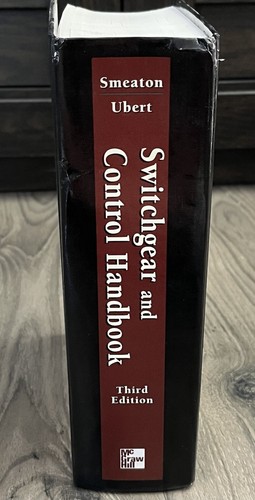 Smeaton
Ubert
Switchgear and
Control Handbook
Third
Edition
Mc
Graw
Hill